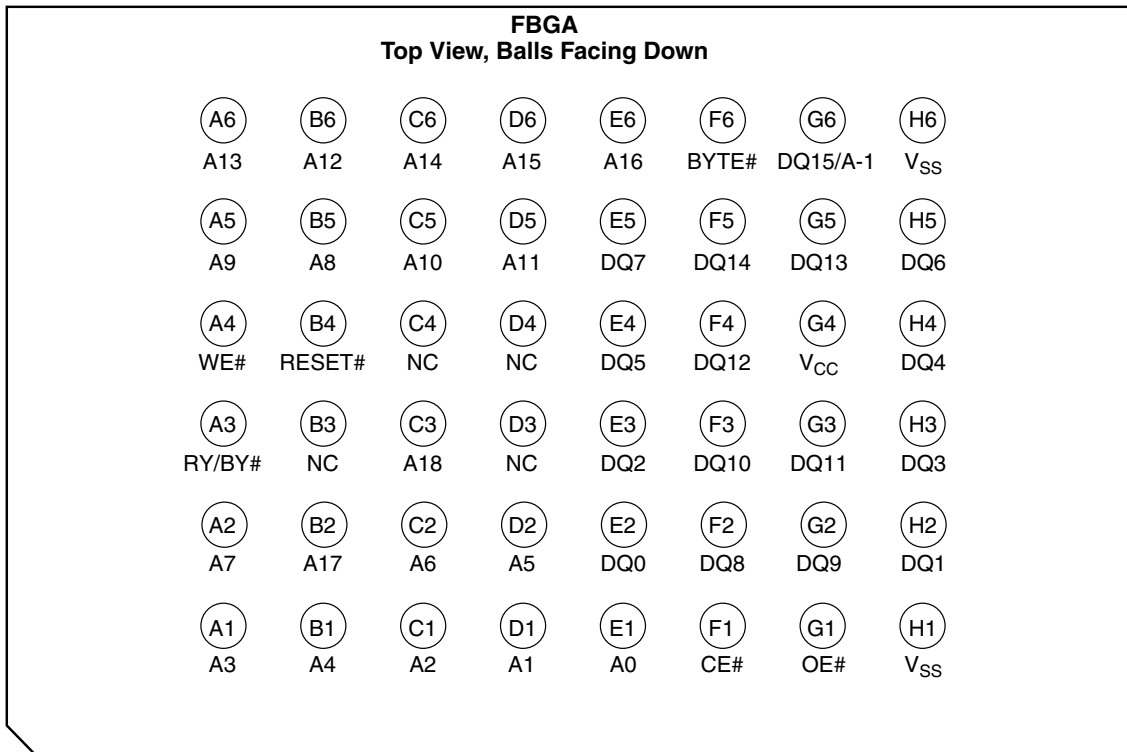 FBGA
Top View, Balls Facing Down
A6 B6 C6 D6 E6 F6 G6 H6
A13 A12 A14 A15 A16 BYTE# DQ15/A-1 VSS
A5 B5 C5 D5 E5 F5 G5 H5
A9 A8 A10 A11 DQ7 DQ14 DQ13 DQ6
A4 B4 C4 D4 E4 F4 G4 H4
WE# RESET# NC NC DQ5 DQ12 VCC DQ4
A3 B3 C3 D3 E3 F3 G3 H3
RY/BY# NC A18 NC DQ2 DQ10 DQ11 DQ3
A2 B2 C2 D2 E2 F2 G2 H2
A7 A17 A6 A5 DQ0 DQ8 DQ9 DQ1
A1 B1 C1 D1 E1 F1 G1 H1
A3 A4 A2 A1 A0 CE# OE# VSS